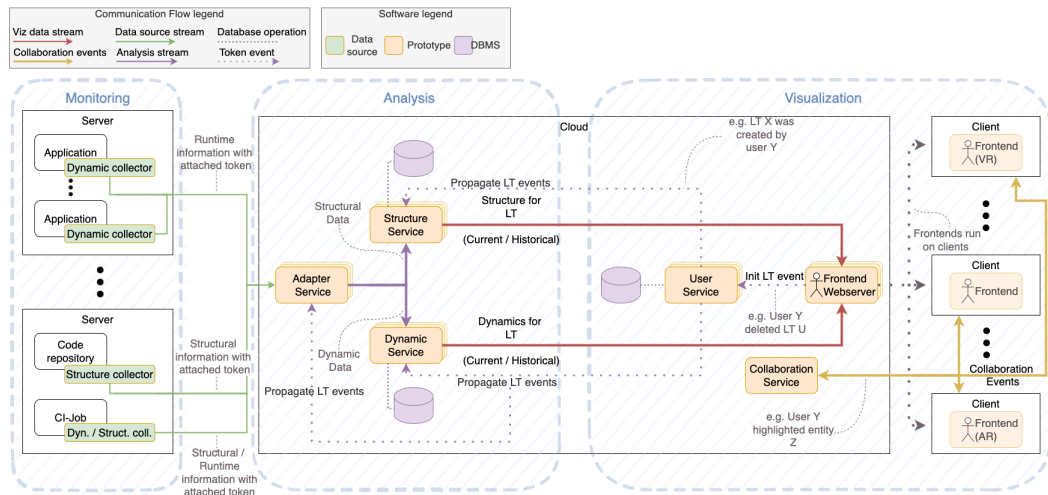 Communication Flow legend
Viz data stream
Data source stream
Database operation
Collaboration events
Analysis stream
Token event
Software legend
Data
source
Prototype
DBMS
Monitoring
Analysis
Visualization
Server
Application
Dynamic collector
Application
Dynamic collector
Runtime
information with
attached token
Server
Code
repository
Structure collector
CI-Job
Dyn. / Struct. coll.
Structural
information with
attached token
Structural /
Runtime
information with
attached token
Cloud
Adapter
Service
Structural
Data
Dynamic
Data
Structure
Service
Dynamic
Service
Propagate LT events
Propagate LT events
Propagate LT events
Structure for
LT
(Current / Historical)
Dynamics for
LT
(Current / Historical)
e.g. LT X was
created by
user Y
User
Service
Init LT event
e.g. User Y
deleted LT U
Frontend
Webserver
Collaboration
Service
e.g. User Y
highlighted entity
Z
Client
Frontend
(VR)
Frontends run
on clients
Client
Frontend
Collaboration
Events
Client
Frontend
(AR)